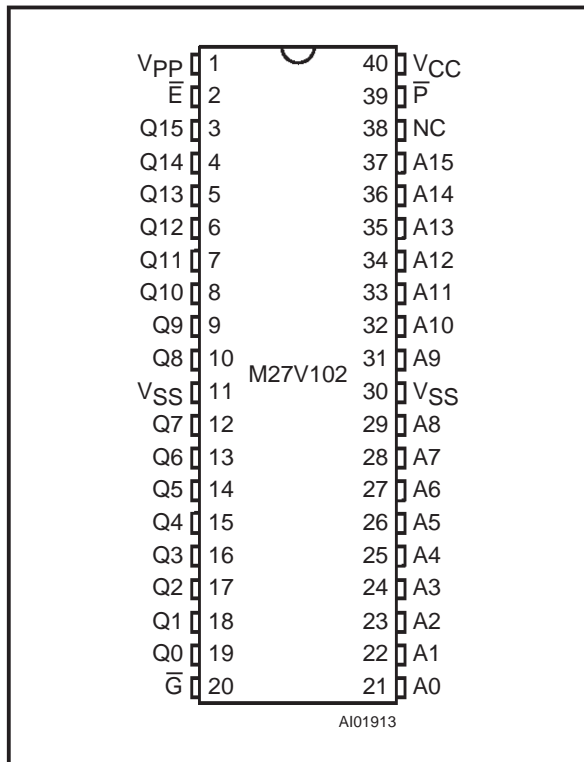 VPP 1 40 VCC
E̅ 2 39 P̅
Q15 3 38 NC
Q14 4 37 A15
Q13 5 36 A14
Q12 6 35 A13
Q11 7 34 A12
Q10 8 33 A11
Q9 9 32 A10
Q8 10 31 A9
M27V102
VSS 11 30 VSS
Q7 12 29 A8
Q6 13 28 A7
Q5 14 27 A6
Q4 15 26 A5
Q3 16 25 A4
Q2 17 24 A3
Q1 18 23 A2
Q0 19 22 A1
G̅ 20 21 A0
AI01913